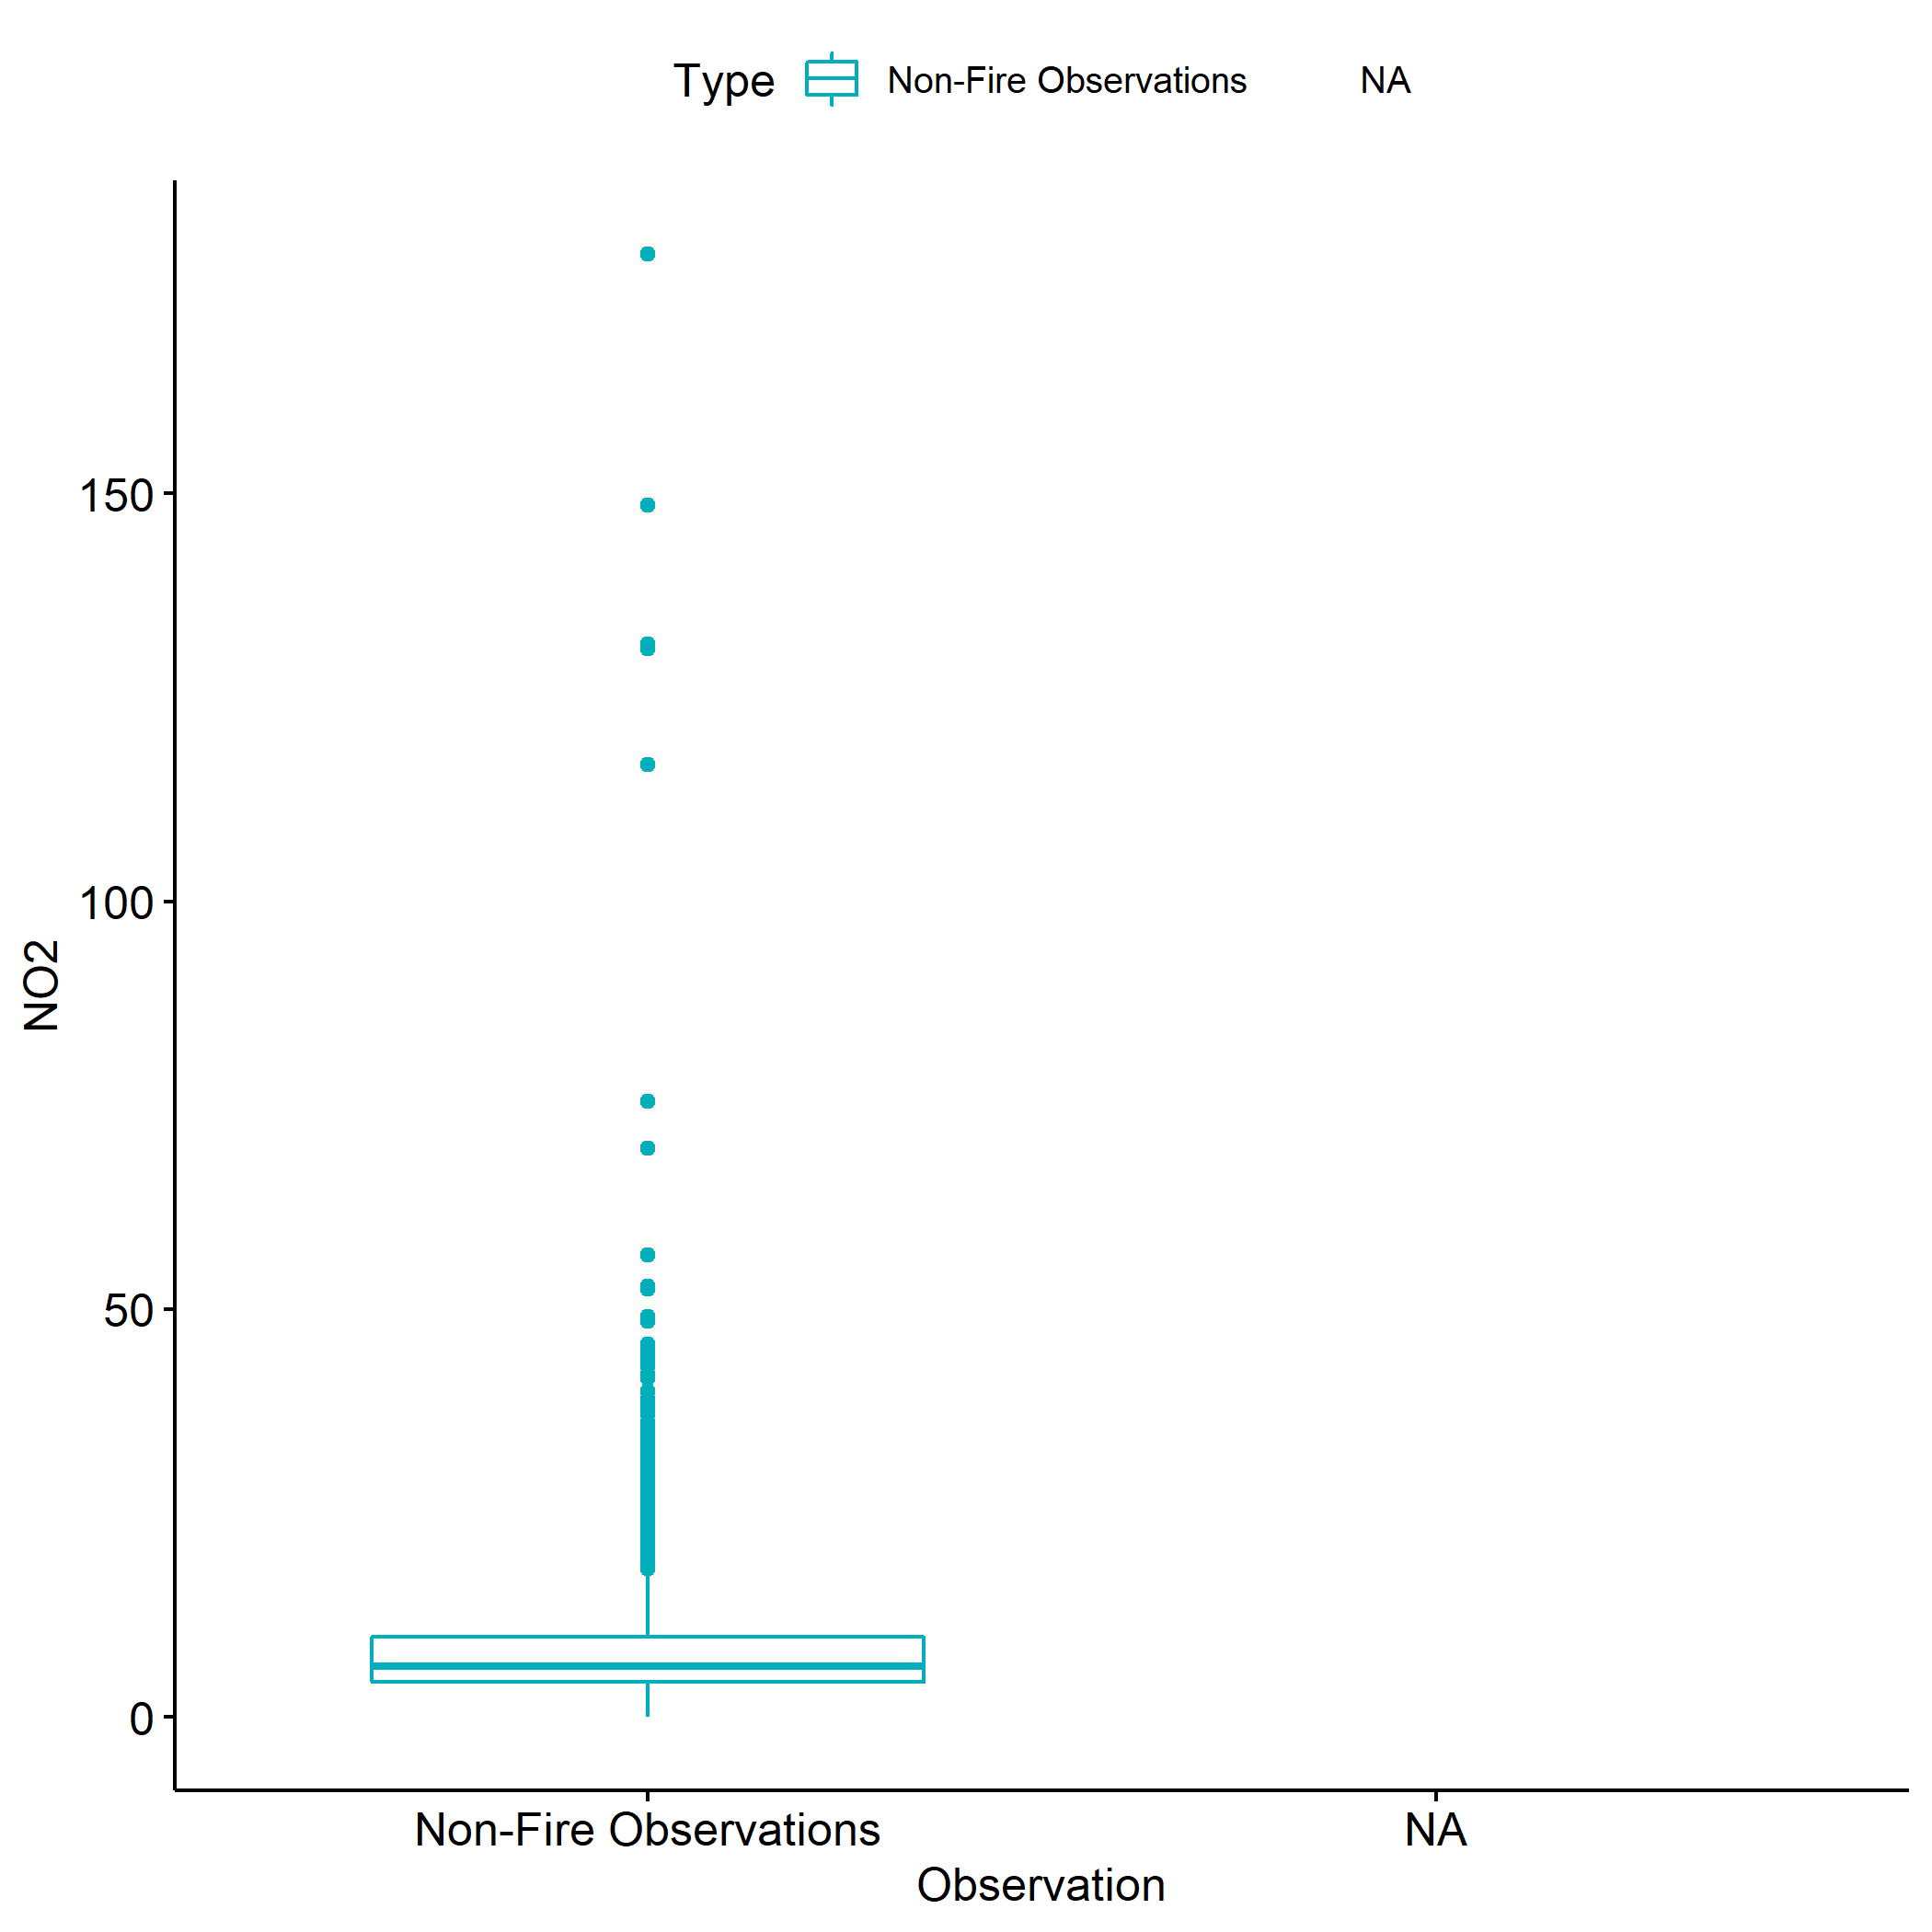 Type Non-Fire Observations NA
150
100
50
0
NO2
Non-Fire Observations NA
Observation